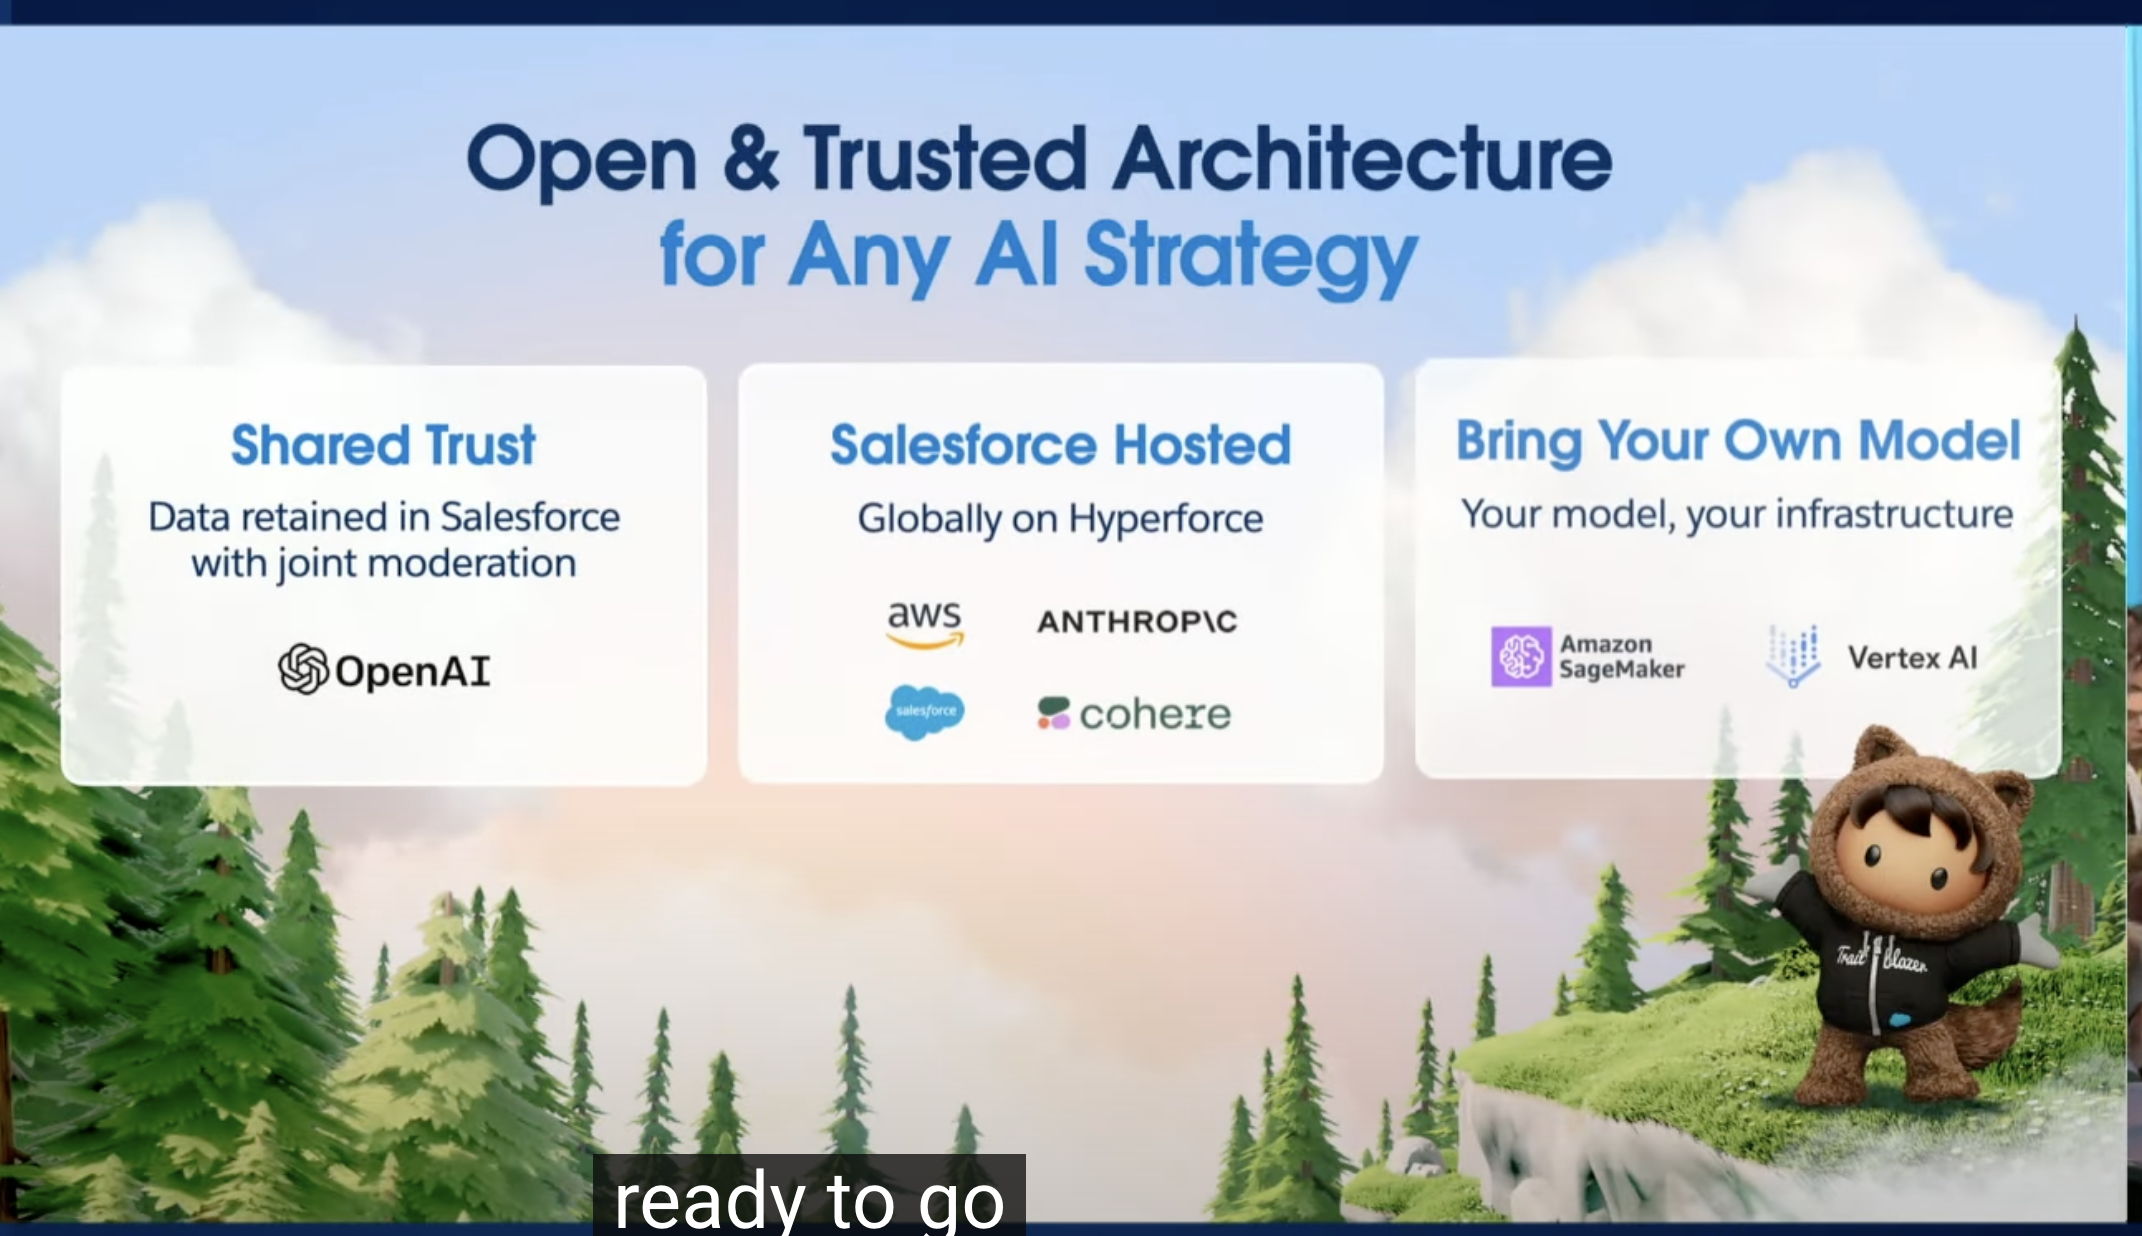 Open & Trusted Architecture
for Any AI Strategy
Shared Trust
Data retained in Salesforce
with joint moderation
OpenAI
Salesforce Hosted
Globally on Hyperforce
aws
ANTHROP\C
salesforce
cohere
Bring Your Own Model
Your model, your infrastructure
Amazon
SageMaker
Vertex AI
Trail Blazer
ready to go